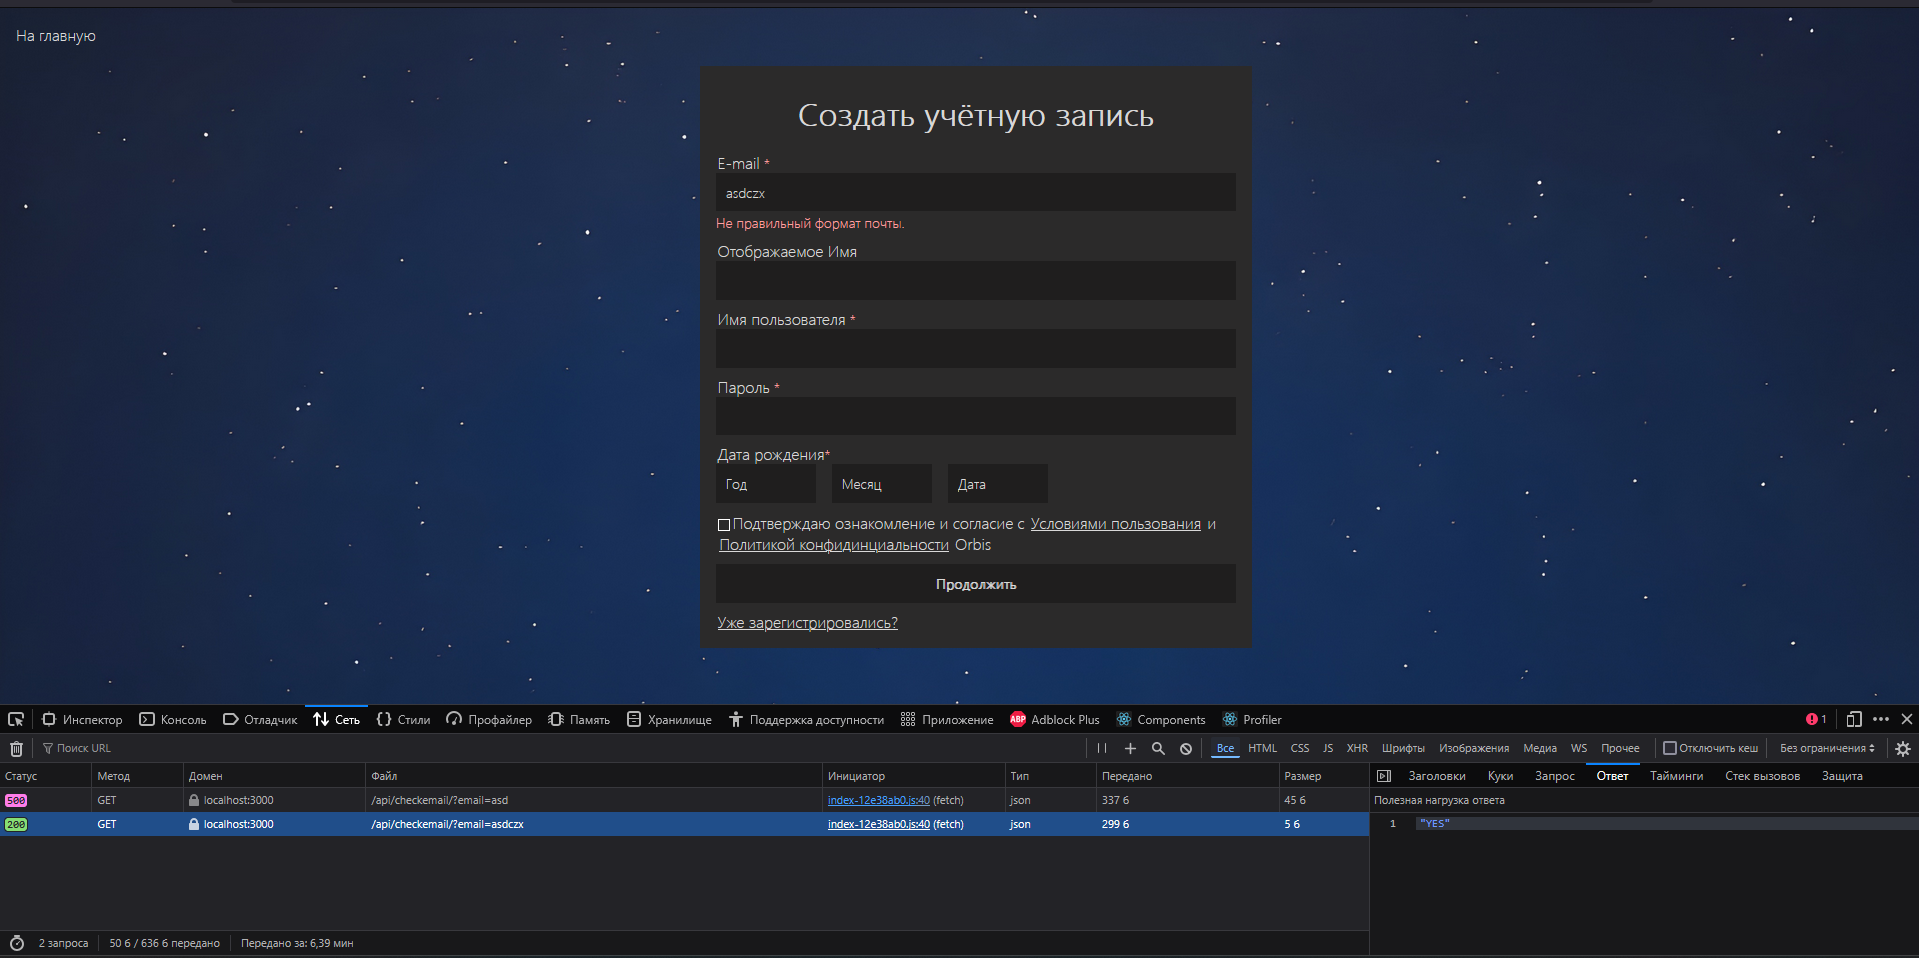 На главную
Создать учётную запись
E-mail *
asdczx
Не правильный формат почты.
Отображаемое Имя
Имя пользователя *
Пароль *
Дата рождения*
Год Месяц Дата
Подтверждаю ознакомление и согласие с Условиями пользования и
Политикой конфидинциальности Orbis
Продолжить
Уже зарегистрировались?
Инспектор Консоль Отладчик Сеть Стили Профайлер Память Хранилище Поддержка доступности Приложение ABP Adblock Plus Components Profiler 1
Поиск URL Все HTML CSS JS XHR Шрифты Изображения Медиа WS Прочее Отключить кеш Без ограничения
Статус Метод Домен Файл Инициатор Тип Передано Размер Заголовки Куки Запрос Ответ Тайминги Стек вызовов Защита
500 GET localhost:3000 /api/checkemail/?email=asd index-12e38ab0.js:40 (fetch) json 337 б 45 б
Полезная нагрузка ответа
200 GET localhost:3000 /api/checkemail/?email=asdczx index-12e38ab0.js:40 (fetch) json 299 б 5 б
1 "YES"
2 запроса 50 б / 636 б передано Передано за: 6,39 мин